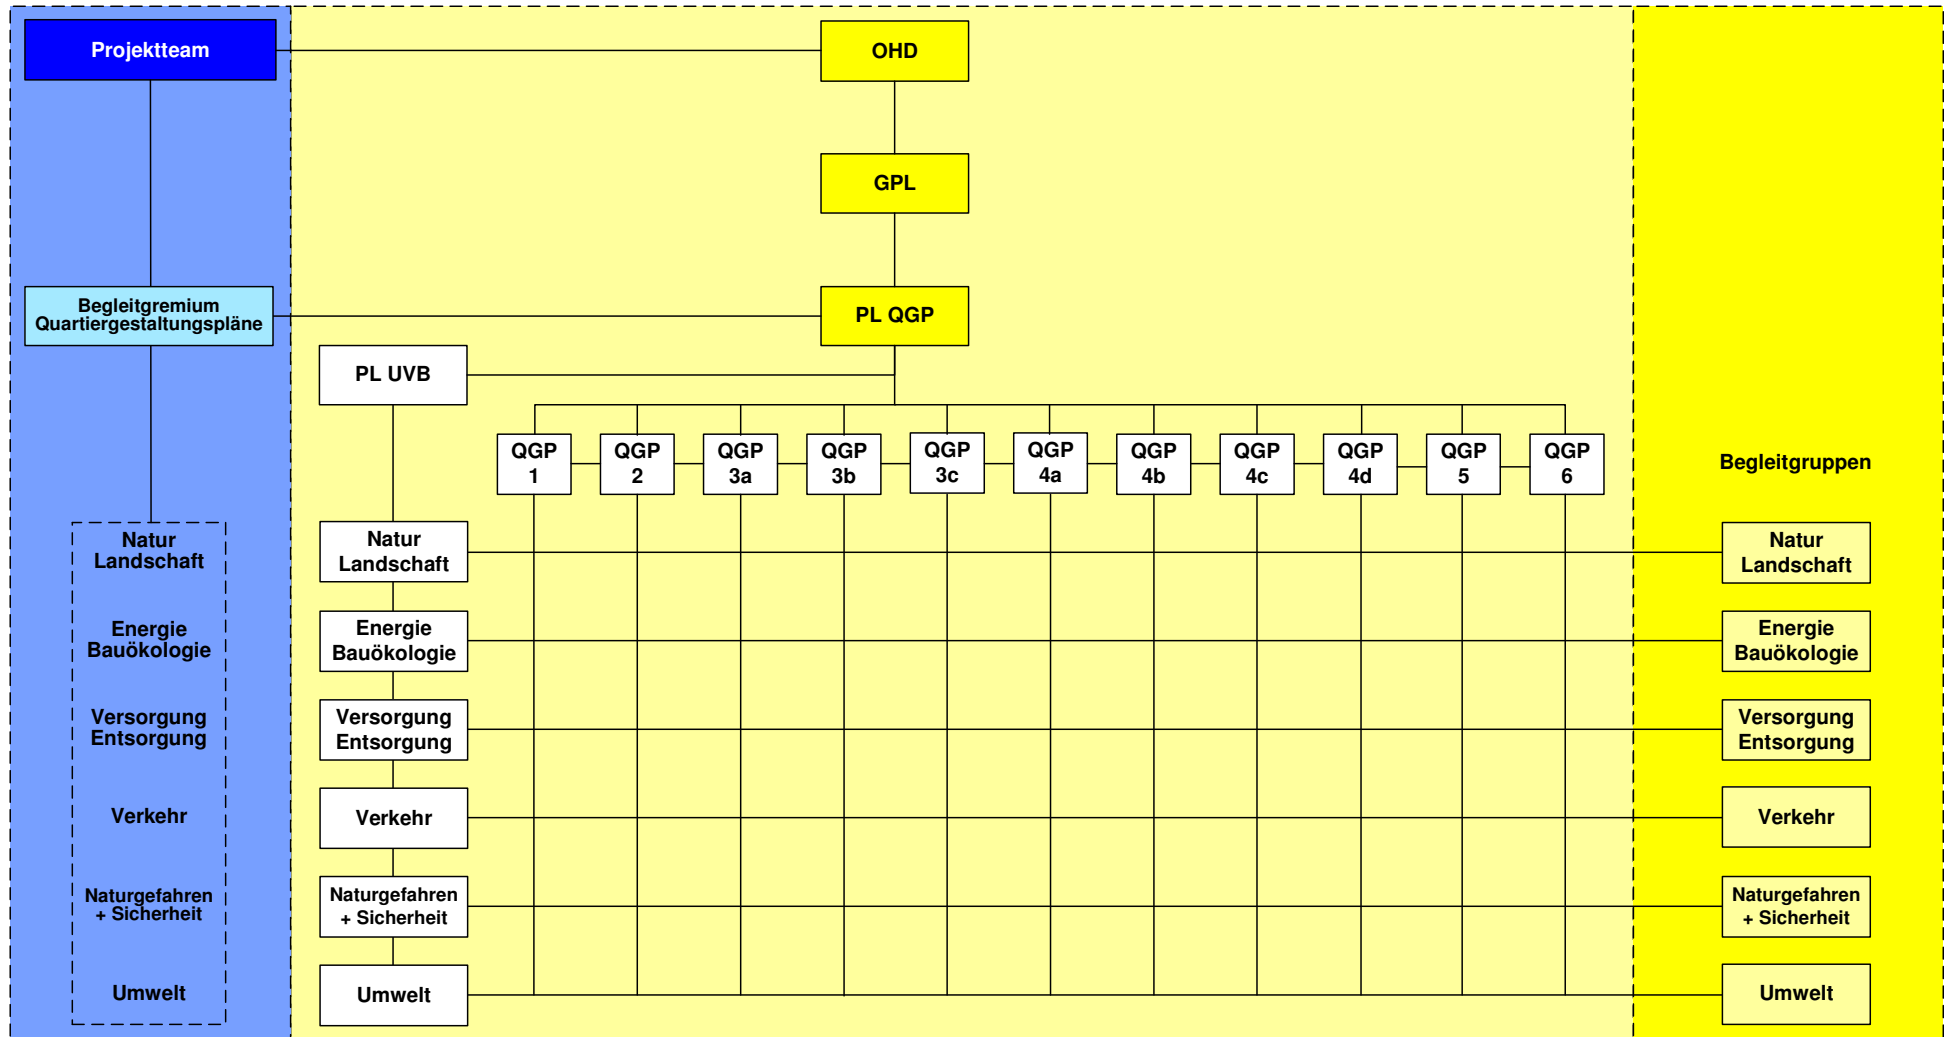 Projektteam
OHD
GPL
Begleitgremium
Quartiergestaltungspläne
PL QGP
PL UVB
QGP
1
QGP
2
QGP
3a
QGP
3b
QGP
3c
QGP
4a
QGP
4b
QGP
4c
QGP
4d
QGP
5
QGP
6
Begleitgruppen
Natur
Landschaft
Natur
Landschaft
Natur
Landschaft
Energie
Bauökologie
Energie
Bauökologie
Energie
Bauökologie
Versorgung
Entsorgung
Versorgung
Entsorgung
Versorgung
Entsorgung
Verkehr
Verkehr
Verkehr
Naturgefahren
+ Sicherheit
Naturgefahren
+ Sicherheit
Naturgefahren
+ Sicherheit
Umwelt
Umwelt
Umwelt